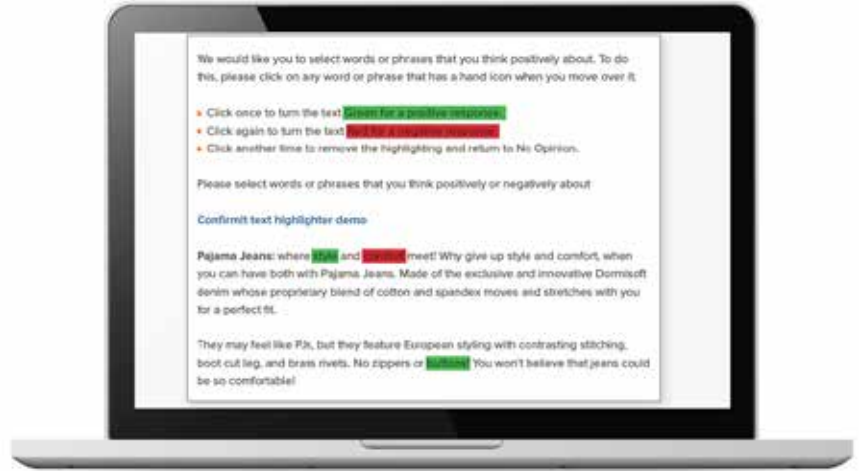 We would like you to select words or phrases that you think positively about. To do
this, please click on any word or phrase that has a hand icon when you move over it.
• Click once to turn the text Green for a positive response.
• Click again to turn the text Red for a negative response.
• Click another time to remove the highlighting and return to No Opinion.
Please select words or phrases that you think positively or negatively about
Confirmit text highlighter demo
Pajama Jeans: where style and comfort meet! Why give up style and comfort, when
you can have both with Pajama Jeans. Made of the exclusive and innovative Dormisoft
denim whose proprietary blend of cotton and spandex moves and stretches with you
for a perfect fit.
They may feel like PJs, but they feature European styling with contrasting stitching,
boot cut leg, and brass rivets. No zippers or buttons! You won't believe that jeans could
be so comfortable!